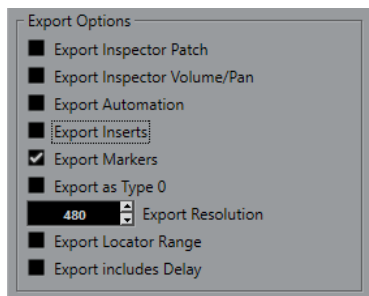 Export Options
Export Inspector Patch
Export Inspector Volume/Pan
Export Automation
Export Inserts
Export Markers
Export as Type 0
480 Export Resolution
Export Locator Range
Export includes Delay